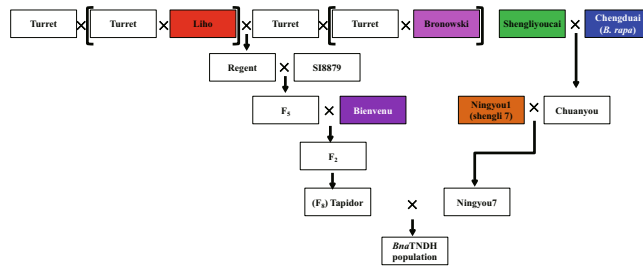 Turret × [ Turret × Liho ] × Turret × [ Turret × Bronowski ] Shengliyoucai × Chengduai
(B. rapa)
Regent × SI8879
F5 × Bienvenu Ningyou1
(shengli 7) × Chuanyou
F2
(F8) Tapidor × Ningyou7
BnaTNDH
population